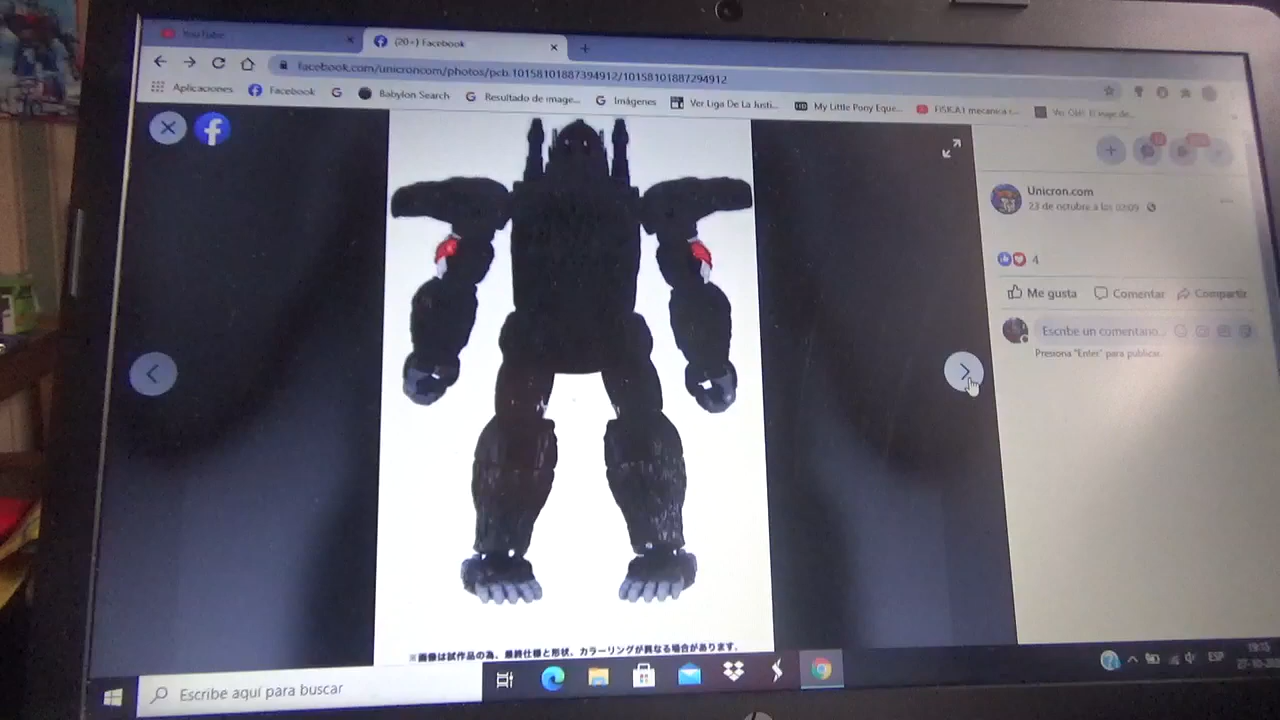 YouTube
(20+) Facebook
facebook.com/unicroncom/photos/pcb.10158101887394912/10158101887294912
Aplicaciones
Facebook
Babylon Search
Resultado de image...
Imágenes
Ver Liga De La Justi...
My Little Pony Eque...
FISICA1 mecanica c...
Unicron.com
23 de octubre a las 02:09
4
Me gusta
Comentar
Compartir
Escribe un comentario...
Presiona "Enter" para publicar.
※画像は試作品の為、最終仕様と形状、カラーリングが異なる場合があります。
Escribe aquí para buscar
ESP